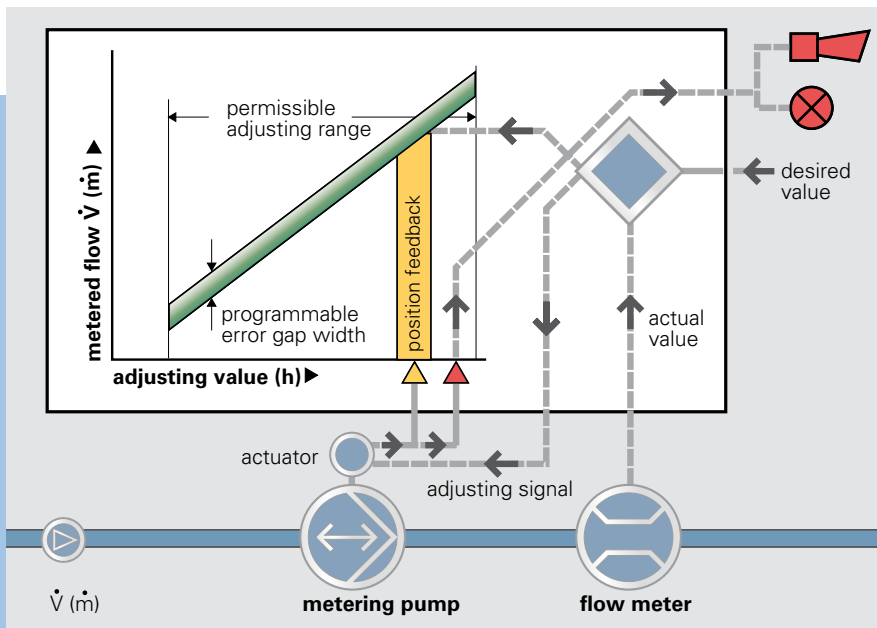 permissible
adjusting range
metered flow V̇ (ṁ) ▶
position feedback
programmable
error gap width
adjusting value (h) ▶
desired
value
actual
value
actuator
adjusting signal
V̇ (ṁ)
metering pump
flow meter